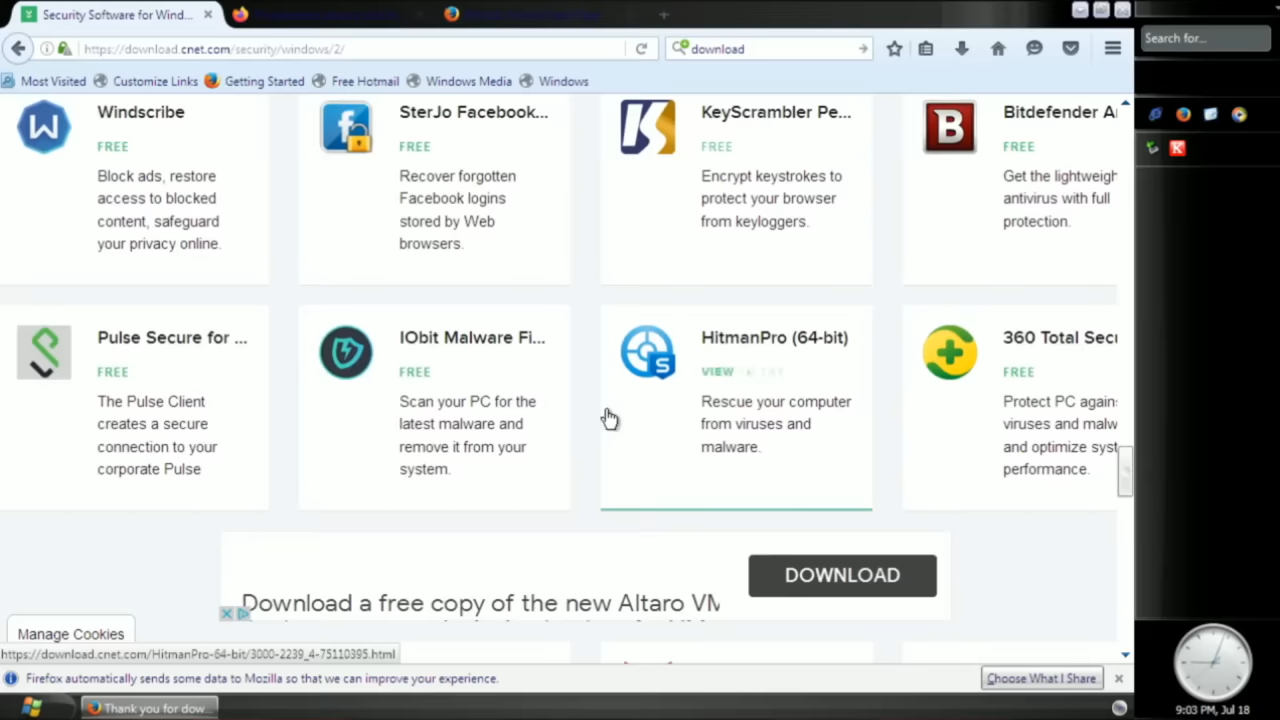 Security Software for Wind...
https://download.cnet.com/security/windows/2/
download
Search for...
Most Visited
Customize Links
Getting Started
Free Hotmail
Windows Media
Windows
Windscribe
FREE
Block ads, restore
access to blocked
content, safeguard
your privacy online.
SterJo Facebook...
FREE
Recover forgotten
Facebook logins
stored by Web
browsers.
KeyScrambler Pe...
FREE
Encrypt keystrokes to
protect your browser
from keyloggers.
Bitdefender A
FREE
Get the lightweigh
antivirus with full
protection.
Pulse Secure for ...
FREE
The Pulse Client
creates a secure
connection to your
corporate Pulse
IObit Malware Fi...
FREE
Scan your PC for the
latest malware and
remove it from your
system.
HitmanPro (64-bit)
VIEW
Rescue your computer
from viruses and
malware.
360 Total Secu
FREE
Protect PC agains
viruses and malw
and optimize syst
performance.
DOWNLOAD
Download a free copy of the new Altaro VM
Manage Cookies
https://download.cnet.com/HitmanPro-64-bit/3000-2239_4-75110395.html
Firefox automatically sends some data to Mozilla so that we can improve your experience.
Choose What I Share
Thank you for dow...
9:03 PM, Jul 18